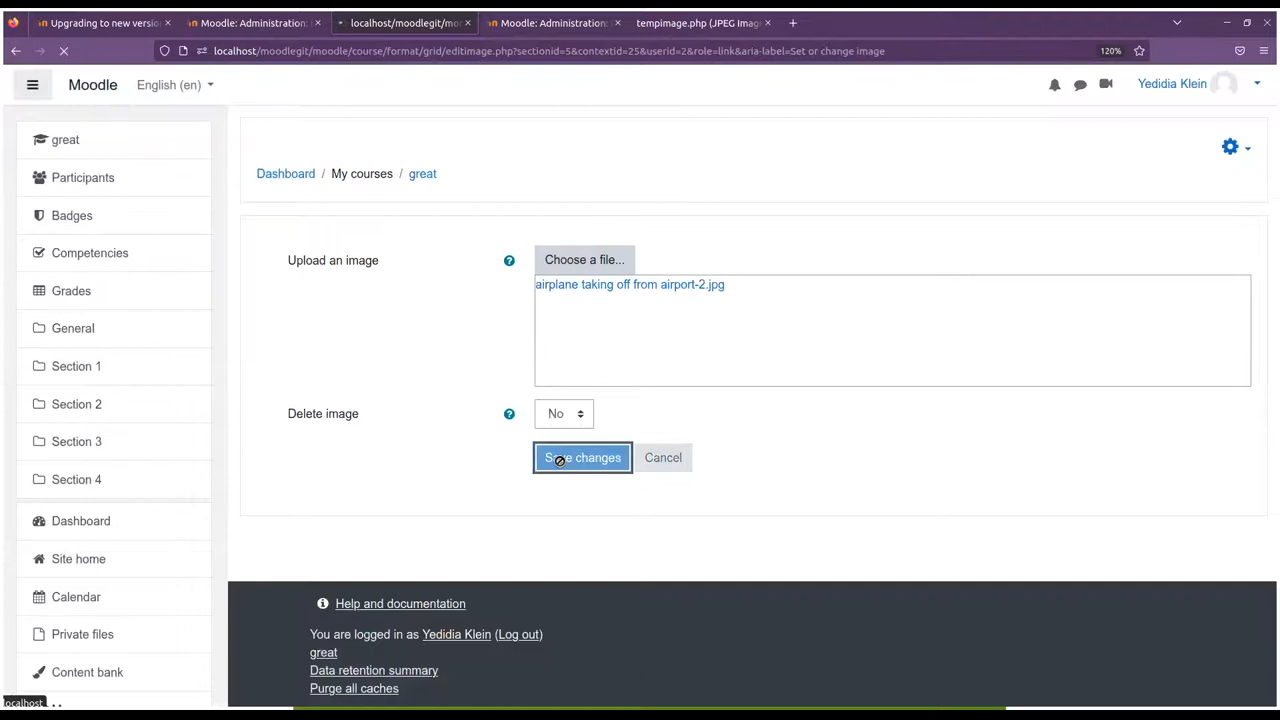 Upgrading to new versio
Moodle: Administration:
localhost/moodlegit/moo
Moodle: Administration:
tempimage.php (JPEG Imag
localhost/moodlegit/moodle/course/format/grid/editimage.php?sectionid=5&contextid=25&userid=2&role=link&aria-label=Set or change image
120%
Moodle
English (en)
Yedidia Klein
great
Participants
Badges
Competencies
Grades
General
Section 1
Section 2
Section 3
Section 4
Dashboard
Site home
Calendar
Private files
Content bank
Dashboard / My courses / great
Upload an image
Choose a file...
airplane taking off from airport-2.jpg
Delete image
No
Save changes
Cancel
Help and documentation
You are logged in as Yedidia Klein (Log out)
great
Data retention summary
Purge all caches
localhost